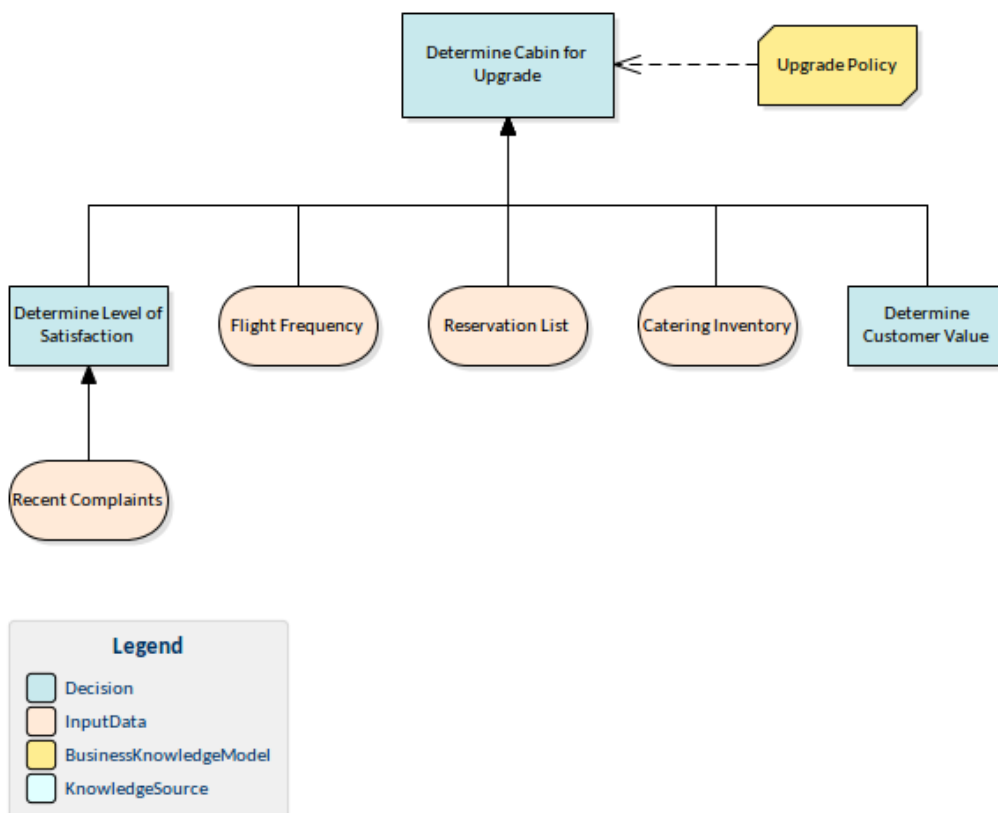 Determine Cabin for
Upgrade
Upgrade Policy
Determine Level of
Satisfaction
Flight Frequency
Reservation List
Catering Inventory
Determine
Customer Value
Recent Complaints
Legend
Decision
InputData
BusinessKnowledgeModel
KnowledgeSource